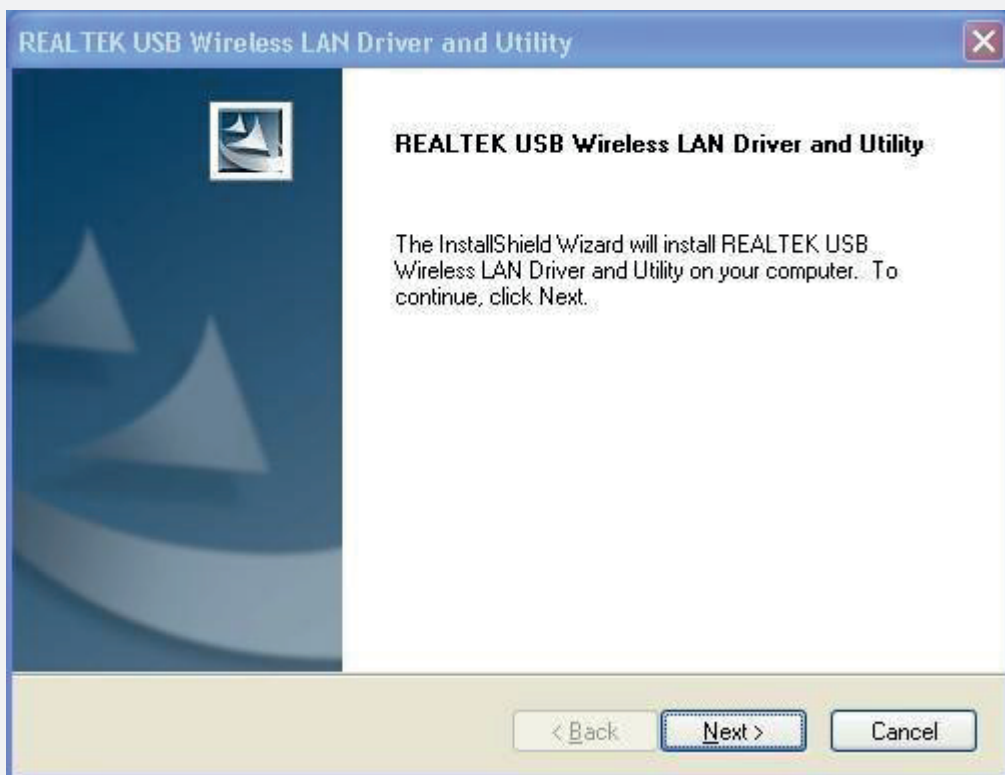 REALTEK USB Wireless LAN Driver and Utility
REALTEK USB Wireless LAN Driver and Utility
The InstallShield Wizard will install REALTEK USB
Wireless LAN Driver and Utility on your computer. To
continue, click Next.
< Back
Next >
Cancel